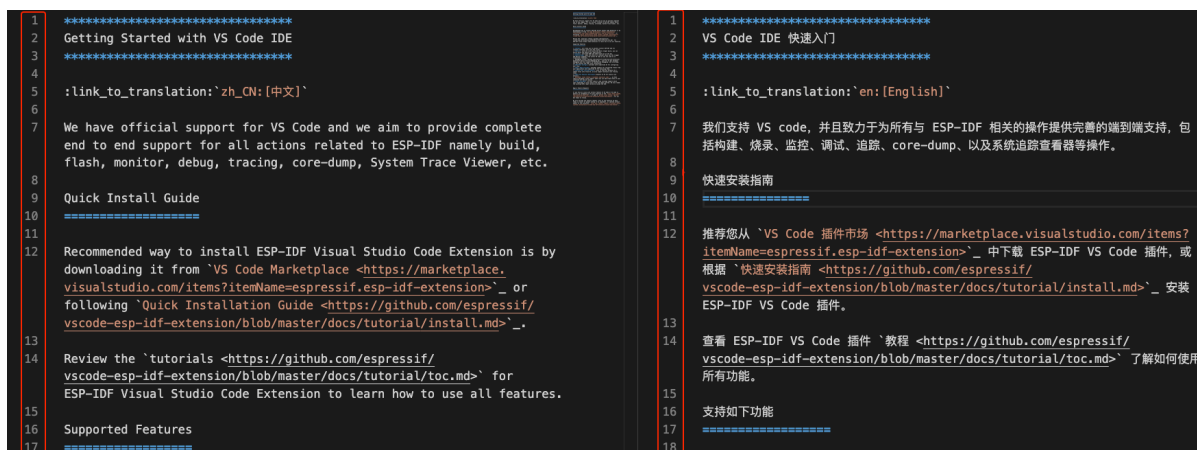 1 ********************************
2 Getting Started with VS Code IDE
3 ********************************
4
5 :link_to_translation:`zh_CN:[中文]`
6
7 We have official support for VS Code and we aim to provide complete
end to end support for all actions related to ESP-IDF namely build,
flash, monitor, debug, tracing, core-dump, System Trace Viewer, etc.
8
9 Quick Install Guide
10 ===================
11
12 Recommended way to install ESP-IDF Visual Studio Code Extension is by
downloading it from `VS Code Marketplace <https://marketplace.
visualstudio.com/items?itemName=espressif.esp-idf-extension>`_ or
following `Quick Installation Guide <https://github.com/espressif/
vscode-esp-idf-extension/blob/master/docs/tutorial/install.md>`_.
13
14 Review the `tutorials <https://github.com/espressif/
vscode-esp-idf-extension/blob/master/docs/tutorial/toc.md>` for
ESP-IDF Visual Studio Code Extension to learn how to use all features.
15
16 Supported Features
17 ==================
1 ********************************
2 VS Code IDE 快速入门
3 ********************************
4
5 :link_to_translation:`en:[English]`
6
7 我们支持 VS code，并且致力于为所有与 ESP-IDF 相关的操作提供完善的端到端支持，包
括构建、烧录、监控、调试、追踪、core-dump、以及系统追踪查看器等操作。
8
9 快速安装指南
10 ===============
11
12 推荐您从 `VS Code 插件市场 <https://marketplace.visualstudio.com/items?
itemName=espressif.esp-idf-extension>`_ 中下载 ESP-IDF VS Code 插件，或
根据 `快速安装指南 <https://github.com/espressif/
vscode-esp-idf-extension/blob/master/docs/tutorial/install.md>`_ 安装
ESP-IDF VS Code 插件。
13
14 查看 ESP-IDF VS Code 插件 `教程 <https://github.com/espressif/
vscode-esp-idf-extension/blob/master/docs/tutorial/toc.md>` 了解如何使用
所有功能。
15
16 支持如下功能
17 ==================
18